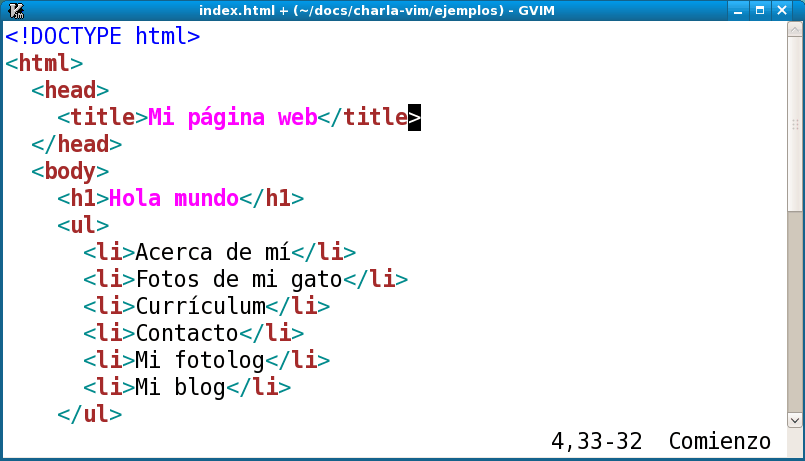 index.html + (~/docs/charla-vim/ejemplos) - GVIM
<!DOCTYPE html>
<html>
  <head>
    <title>Mi página web</title>
  </head>
  <body>
    <h1>Hola mundo</h1>
    <ul>
      <li>Acerca de mí</li>
      <li>Fotos de mi gato</li>
      <li>Currículum</li>
      <li>Contacto</li>
      <li>Mi fotolog</li>
      <li>Mi blog</li>
    </ul>
4,33-32  Comienzo